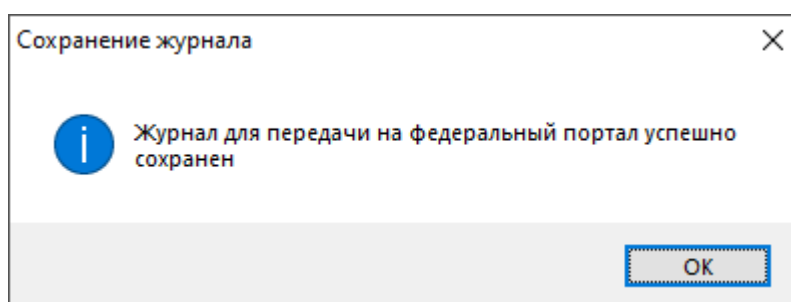 Сохранение журнала
Журнал для передачи на федеральный портал успешно
сохранен
OK